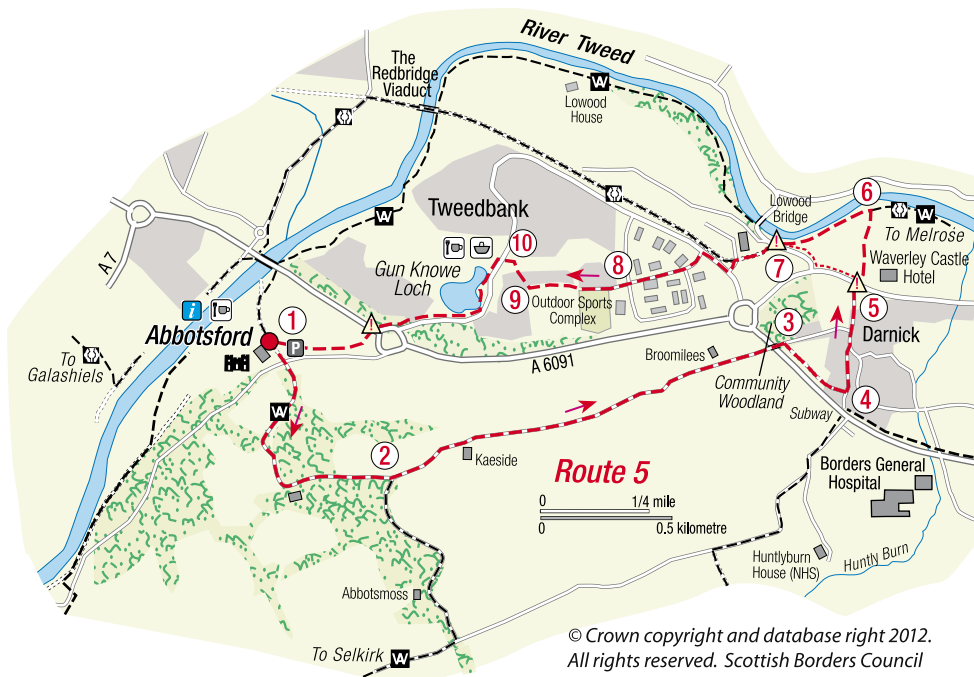 River Tweed
The
Redbridge
Viaduct
Lowood
House
Lowood
Bridge
6
To Melrose
Waverley Castle
Hotel
Tweedbank
10
A7
Gun Knowe
Loch
8
7
9
Outdoor Sports
Complex
5
i
Abbotsford
1
P
3
Darnick
A 6091
Broomilees
To
Galashiels
Community
Woodland
4
Subway
2
Kaeside
Route 5
0 1/4 mile
0 0.5 kilometre
Borders General
Hospital
Huntlyburn
House (NHS)
Huntly Burn
Abbotsmoss
To Selkirk
© Crown copyright and database right 2012.
All rights reserved. Scottish Borders Council